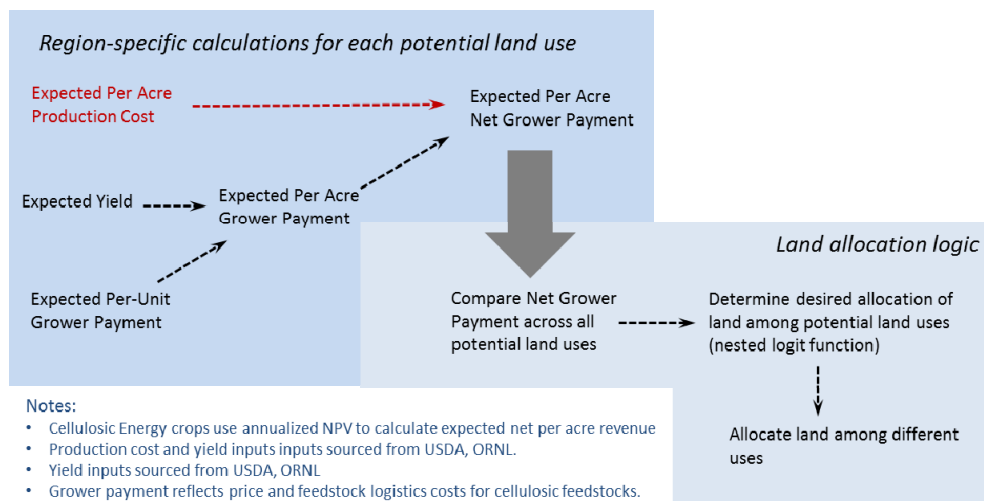 Region-specific calculations for each potential land use
Expected Per Acre
Production Cost
Expected Per Acre
Net Grower Payment
Expected Yield
Expected Per Acre
Grower Payment
Expected Per-Unit
Grower Payment
Land allocation logic
Compare Net Grower
Payment across all
potential land uses
Determine desired allocation of
land among potential land uses
(nested logit function)
Allocate land among different
uses
Notes:
• Cellulosic Energy crops use annualized NPV to calculate expected net per acre revenue
• Production cost and yield inputs inputs sourced from USDA, ORNL.
• Yield inputs sourced from USDA, ORNL
• Grower payment reflects price and feedstock logistics costs for cellulosic feedstocks.